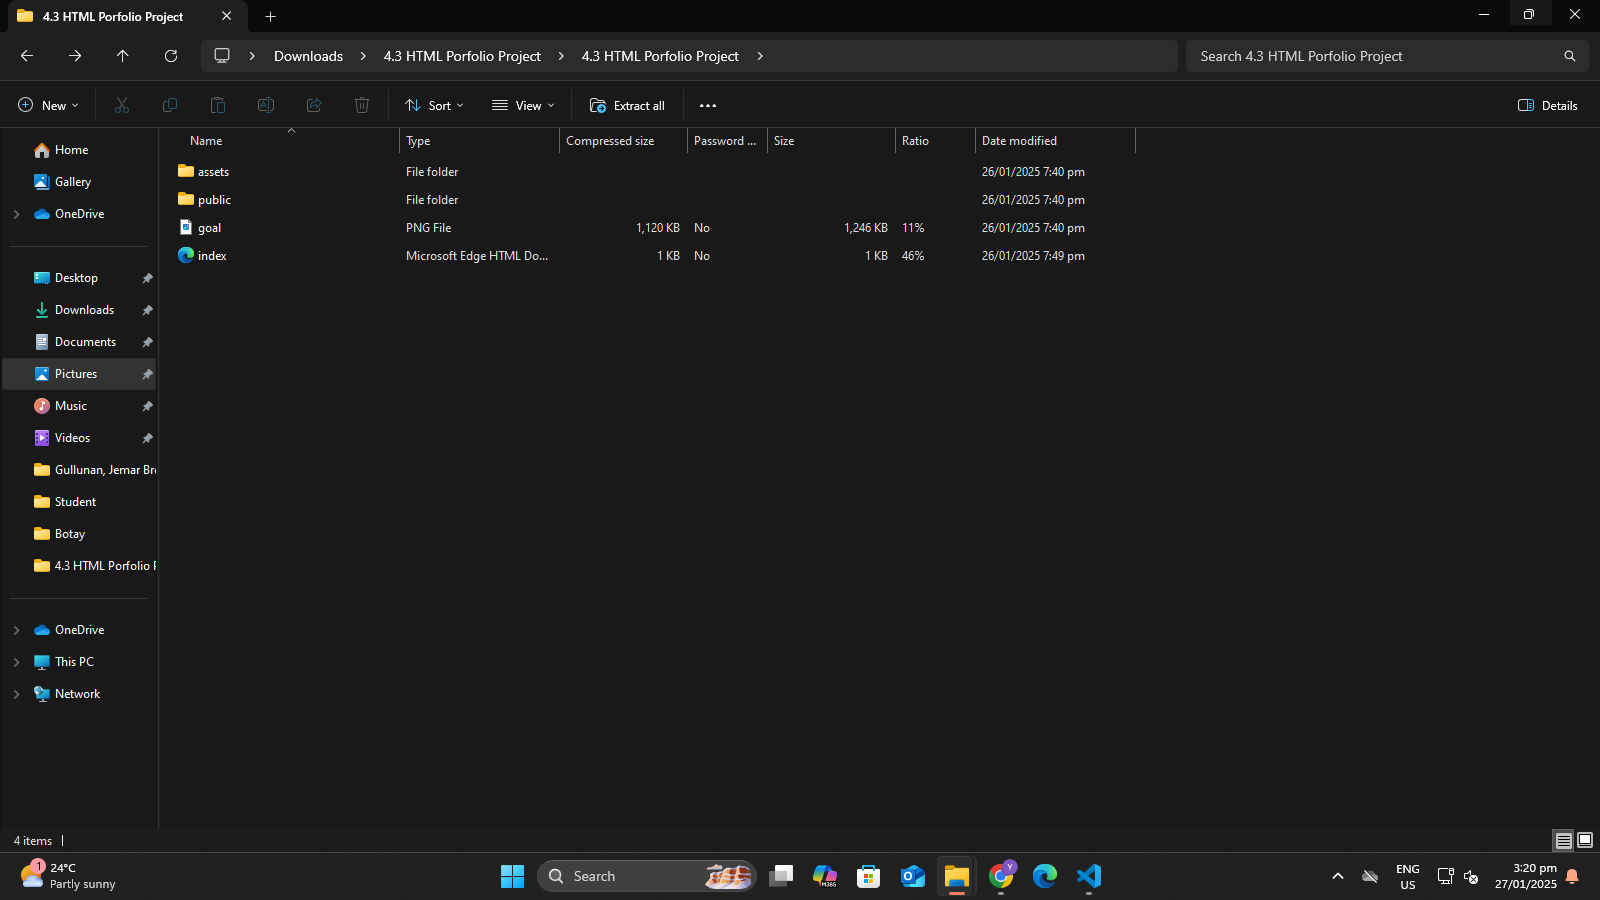 4.3 HTML Porfolio Project
Downloads 4.3 HTML Porfolio Project 4.3 HTML Porfolio Project
Search 4.3 HTML Porfolio Project
New Sort View Extract all Details
Name Type Compressed size Password ... Size Ratio Date modified
assets File folder 26/01/2025 7:40 pm
public File folder 26/01/2025 7:40 pm
goal PNG File 1,120 KB No 1,246 KB 11% 26/01/2025 7:40 pm
index Microsoft Edge HTML Do... 1 KB No 1 KB 46% 26/01/2025 7:49 pm
Home
Gallery
OneDrive
Desktop
Downloads
Documents
Pictures
Music
Videos
Gullunan, Jemar Bre
Student
Botay
4.3 HTML Porfolio P
OneDrive
This PC
Network
4 items
1
24°C
Partly sunny
Search
M365
Y
ENG
US
3:20 pm
27/01/2025